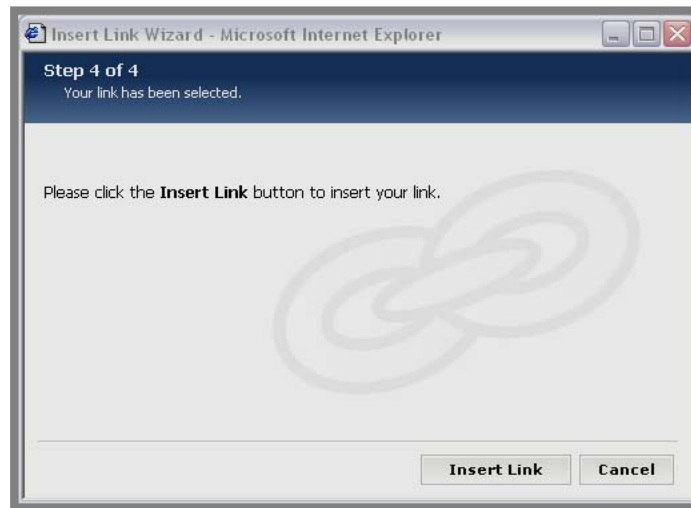 Insert Link Wizard - Microsoft Internet Explorer
Step 4 of 4
Your link has been selected.
Please click the Insert Link button to insert your link.
Insert Link
Cancel